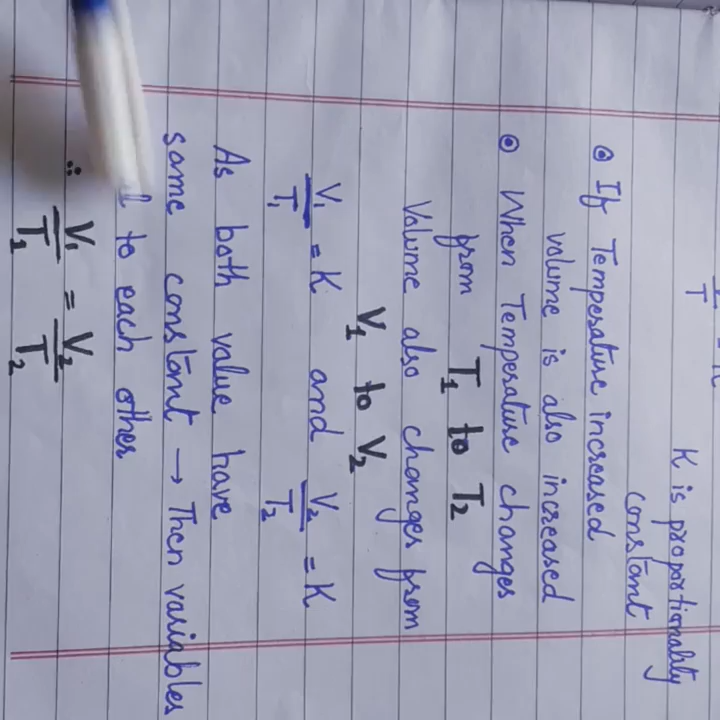 K is proportionality
constant
If Temperature increased
volume is also increased
When Temperature changes
from T1 to T2
Volume also changes from
V1 to V2
V1/T1 = K and V2/T2 = K
As both value have
same constant → Then variables
to each other
∴ V1/T1 = V2/T2